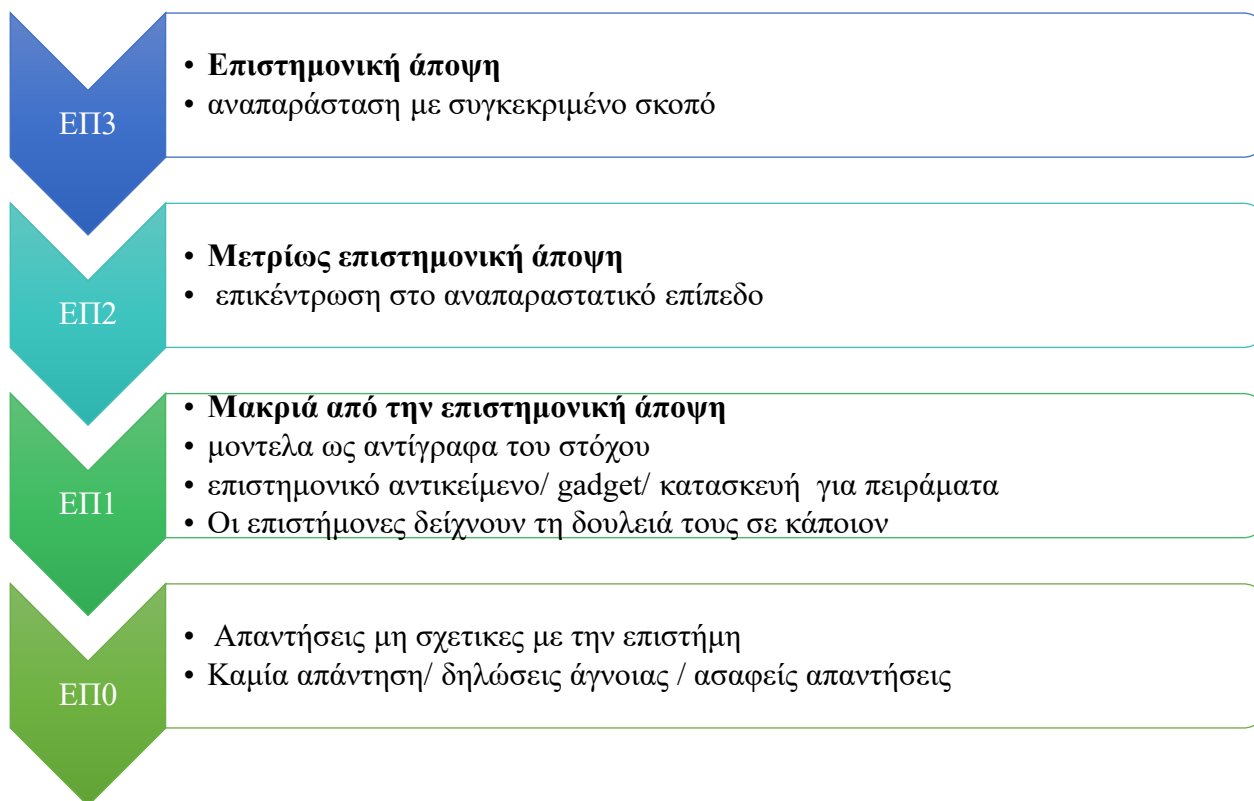 ΕΠ3
• Επιστημονική άποψη
• αναπαράσταση με συγκεκριμένο σκοπό
ΕΠ2
• Μετρίως επιστημονική άποψη
• επικέντρωση στο αναπαραστατικό επίπεδο
ΕΠ1
• Μακριά από την επιστημονική άποψη
• μοντελα ως αντίγραφα του στόχου
• επιστημονικό αντικείμενο/ gadget/ κατασκευή για πειράματα
• Οι επιστήμονες δείχνουν τη δουλειά τους σε κάποιον
ΕΠ0
• Απαντήσεις μη σχετικες με την επιστήμη
• Καμία απάντηση/ δηλώσεις άγνοιας / ασαφείς απαντήσεις